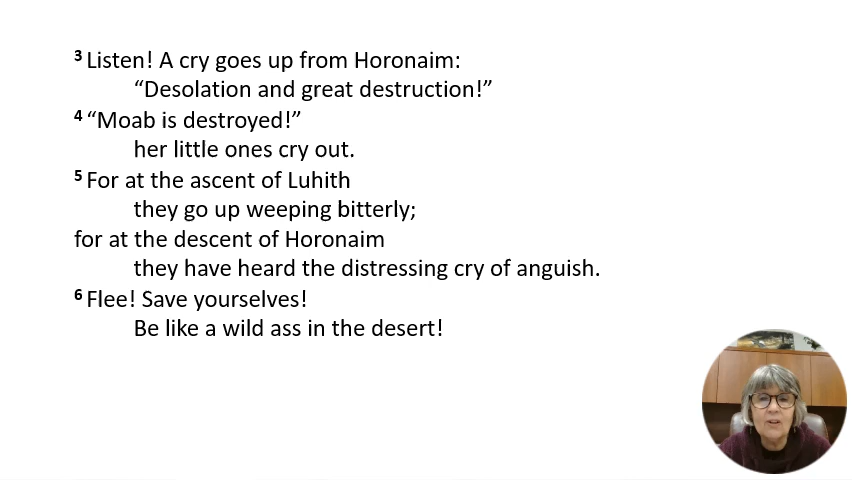 3 Listen! A cry goes up from Horonaim:
“Desolation and great destruction!”
4 “Moab is destroyed!”
her little ones cry out.
5 For at the ascent of Luhith
they go up weeping bitterly;
for at the descent of Horonaim
they have heard the distressing cry of anguish.
6 Flee! Save yourselves!
Be like a wild ass in the desert!